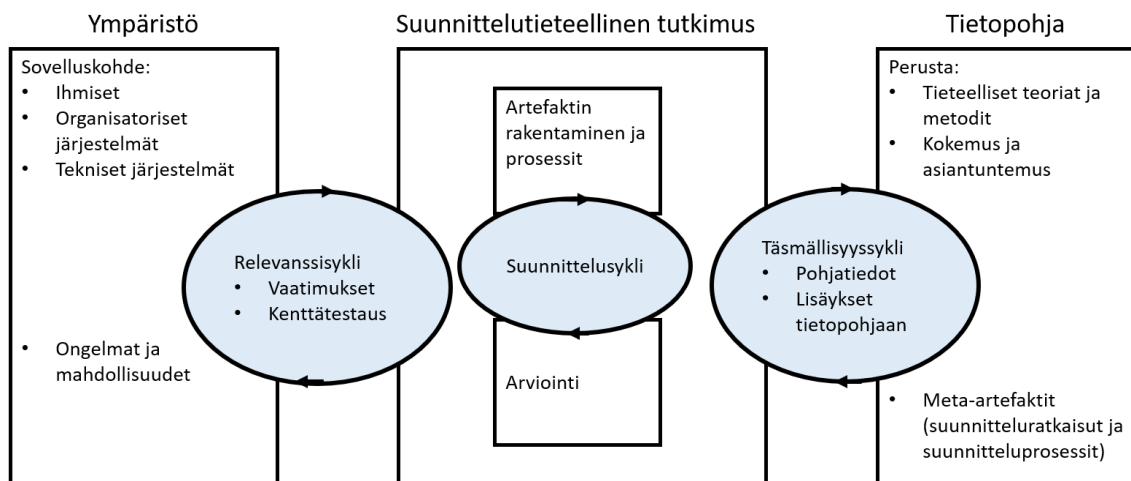 Ympäristö
Sovelluskohde:
• Ihmiset
• Organisatoriset
järjestelmät
• Tekniset järjestelmät
• Ongelmat ja
mahdollisuudet
Relevanssisykli
• Vaatimukset
• Kenttätestaus
Suunnittelutieteellinen tutkimus
Artefaktin
rakentaminen ja
prosessit
Suunnittelusykli
Arviointi
Täsmällisyyssykli
• Pohjatiedot
• Lisäykset
tietopohjaan
Tietopohja
Perusta:
• Tieteelliset teoriat ja
metodit
• Kokemus ja
asiantuntemus
• Meta-artefaktit
(suunnitteluratkaisut ja
suunnitteluprosessit)